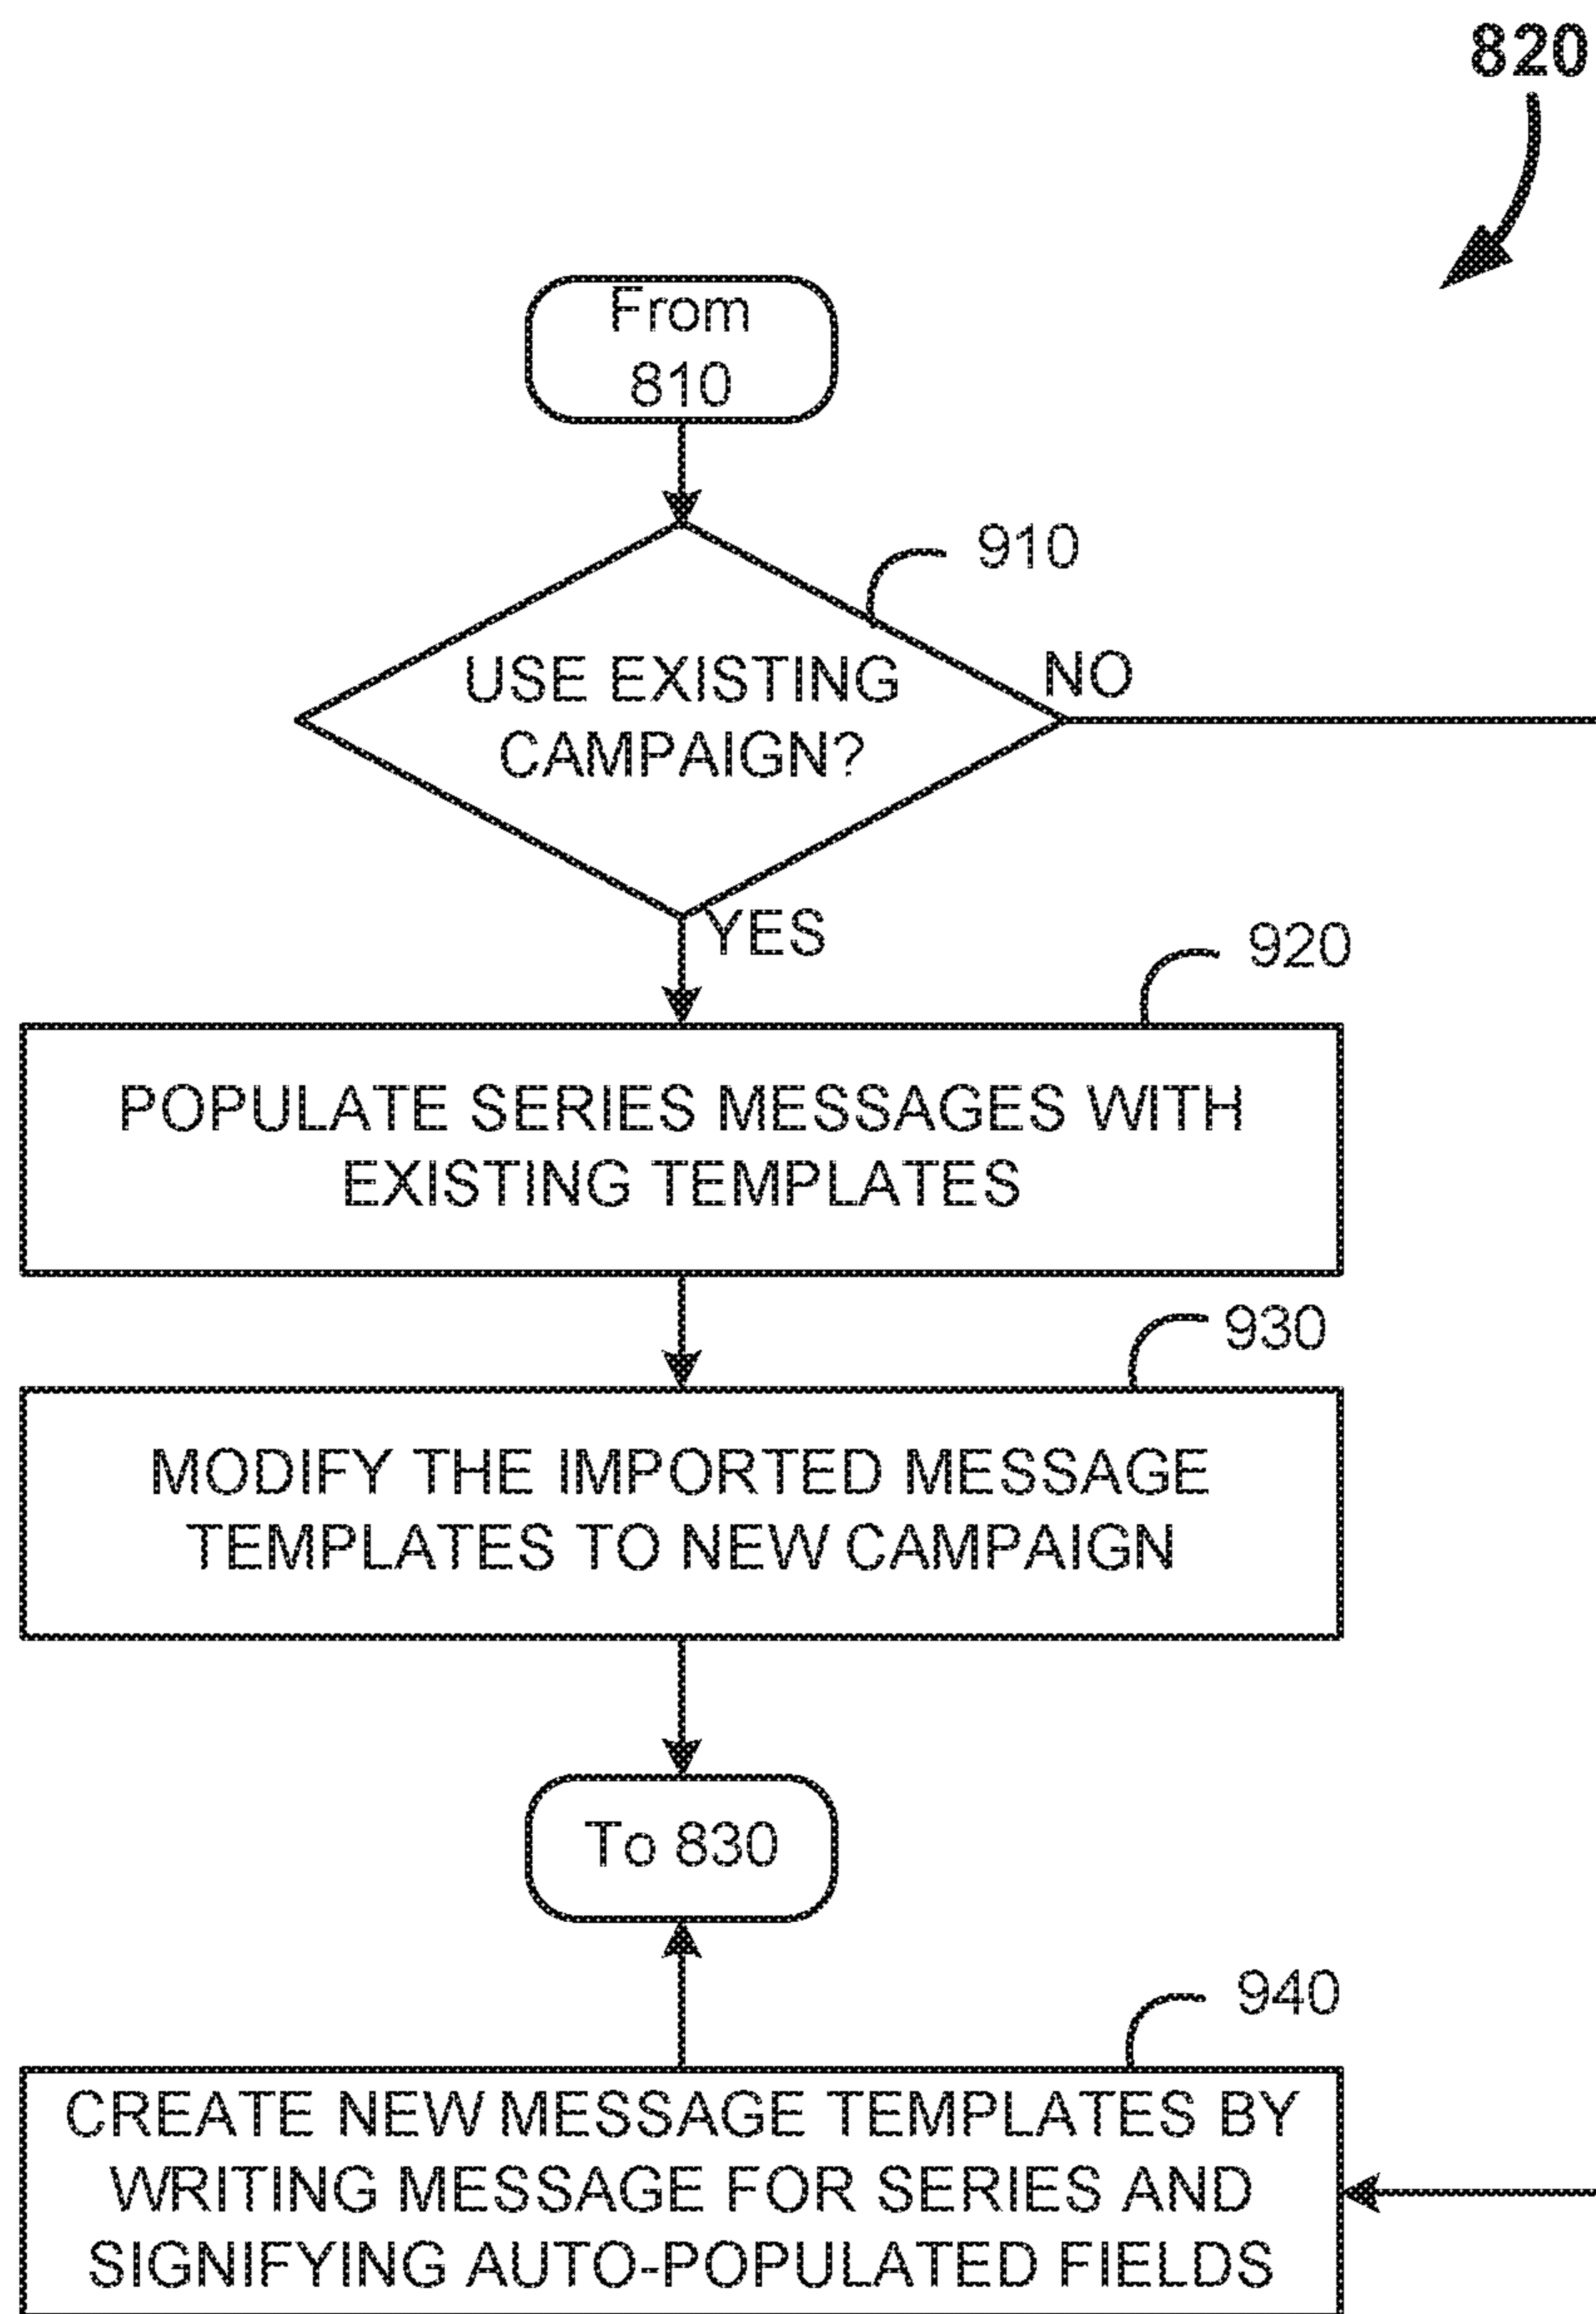 820
From
810
910
USE EXISTING
CAMPAIGN?
NO
YES
920
POPULATE SERIES MESSAGES WITH
EXISTING TEMPLATES
930
MODIFY THE IMPORTED MESSAGE
TEMPLATES TO NEW CAMPAIGN
To 830
940
CREATE NEW MESSAGE TEMPLATES BY
WRITING MESSAGE FOR SERIES AND
SIGNIFYING AUTO-POPULATED FIELDS